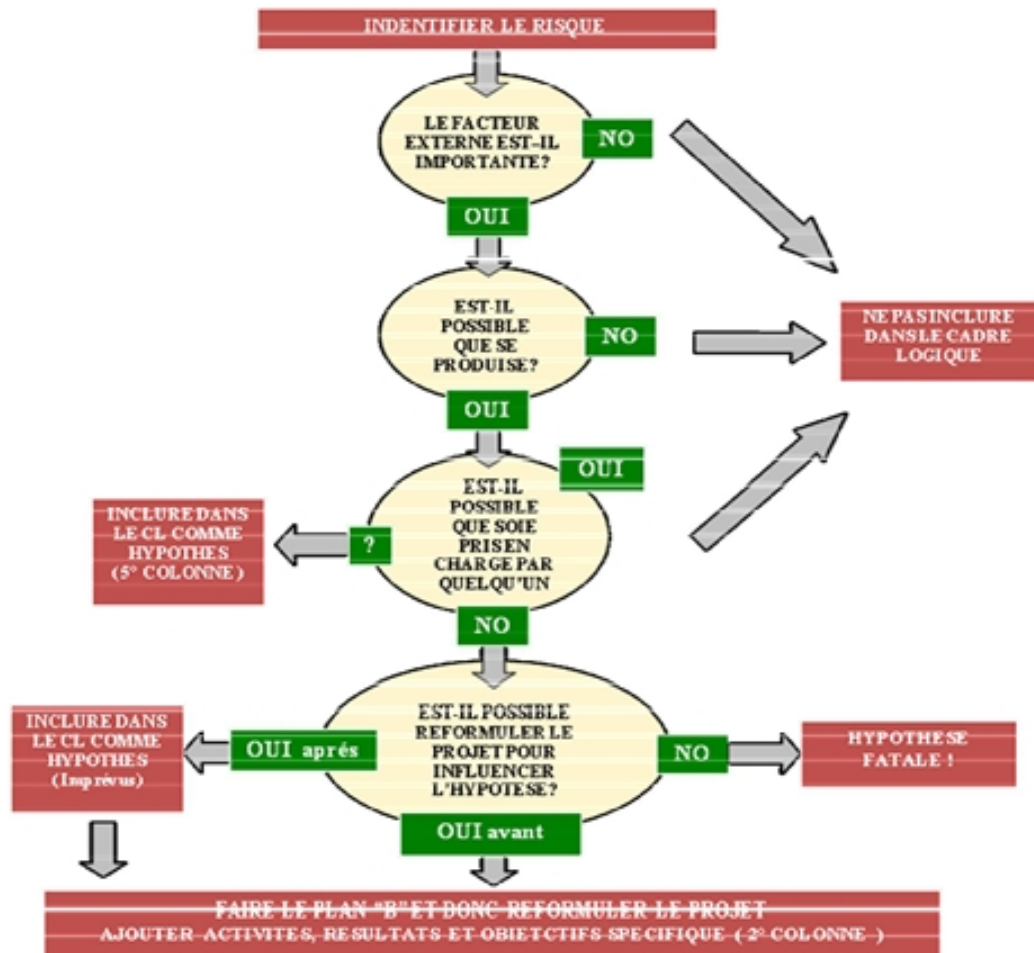 INDENTIFIER LE RISQUE
LE FACTEUR
EXTERNE EST-IL
IMPORTANTE?
NO
OUI
EST-IL
POSSIBLE
QUE SE
PRODUISE?
NO
NE PAS INCLURE
DANS LE CADRE
LOGIQUE
OUI
OUI
EST-IL
POSSIBLE
QUE SOIE
PRIS EN
CHARGE PAR
QUELQU'UN
INCLURE DANS
LE CL COMME
HYPOTHES
(5° COLONNE)
?
NO
EST-IL POSSIBLE
REFORMULER LE
PROJET POUR
INFLUENCER
L'HYPOTESE?
INCLURE DANS
LE CL COMME
HYPOTHES
(Imprévus)
OUI aprés
NO
HYPOTHESE
FATALE !
OUI avant
FAIRE LE PLAN "B" ET DONC REFORMULER LE PROJET
AJOUTER ACTIVITES, RESULTATS ET OBIETCTIFS SPECIFIQUE ( 2° COLONNE )